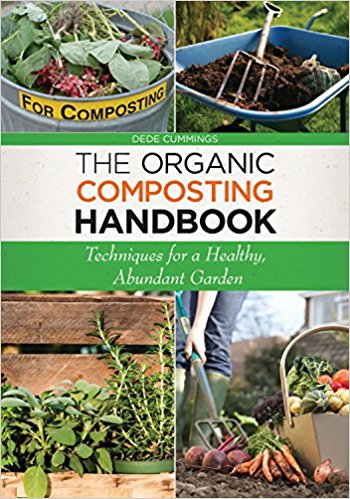 FOR COMPOSTING
DEDE CUMMINGS
THE ORGANIC
COMPOSTING
HANDBOOK
Techniques for a Healthy,
Abundant Garden